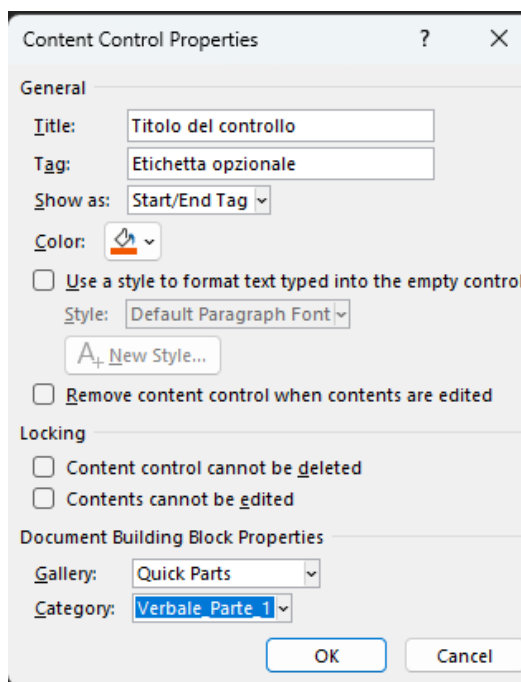 Content Control Properties ?
General
Title: Titolo del controllo
Tag: Etichetta opzionale
Show as: Start/End Tag
Color:
Use a style to format text typed into the empty control
Style: Default Paragraph Font
A+ New Style...
Remove content control when contents are edited
Locking
Content control cannot be deleted
Contents cannot be edited
Document Building Block Properties
Gallery: Quick Parts
Category: Verbale_Parte_1
OK Cancel